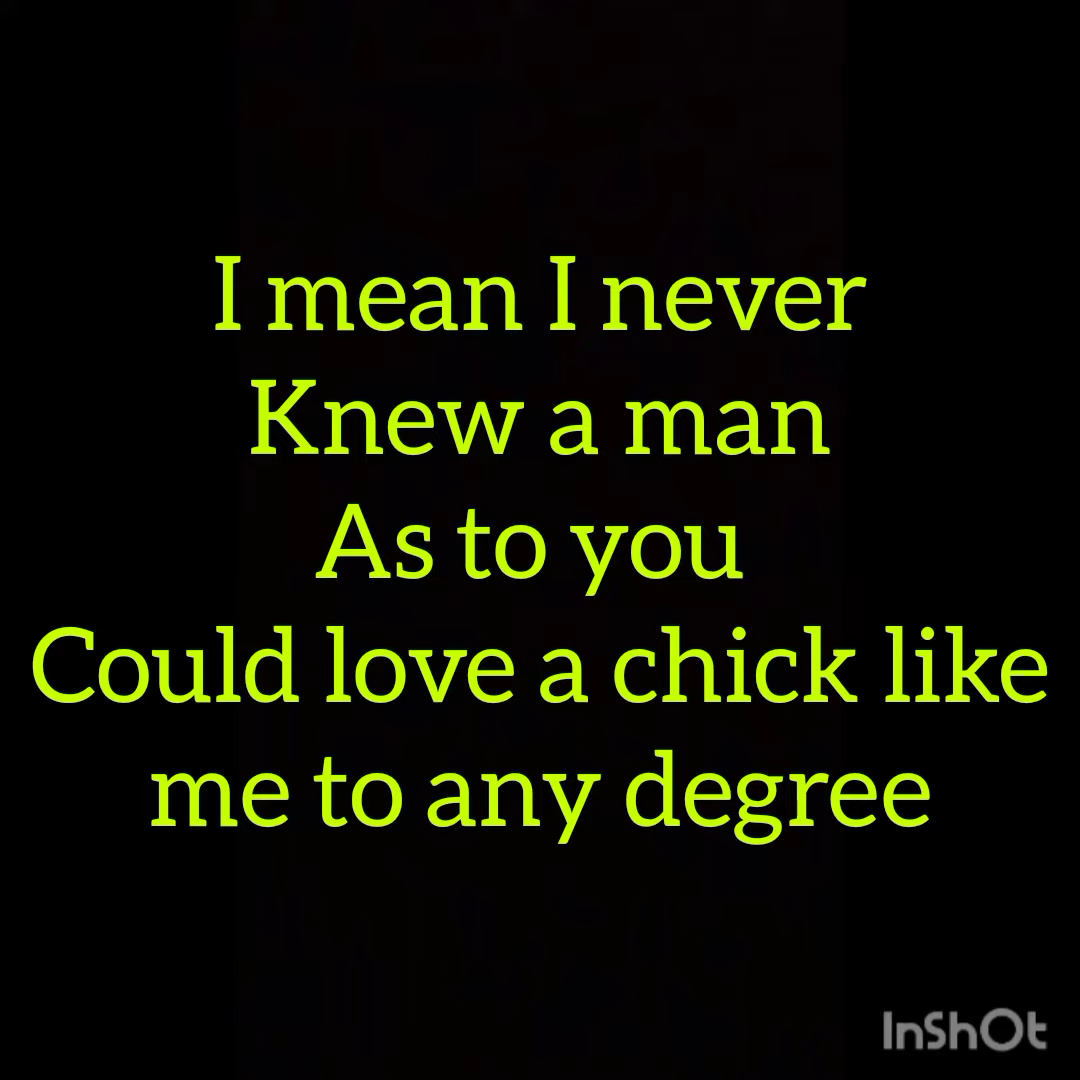 I mean I never
Knew a man
As to you
Could love a chick like
me to any degree
InShOt